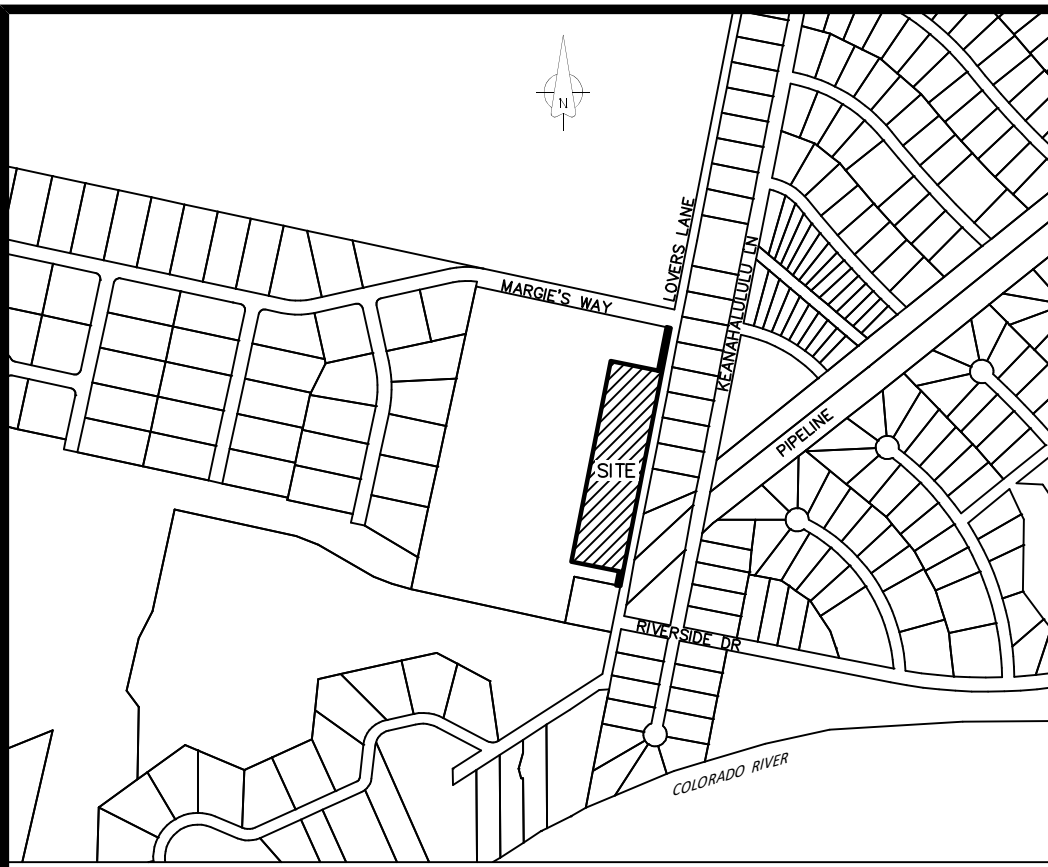 N
LOVERS LANE
KEANAHALULULU LN
MARGIE'S WAY
PIPELINE
SITE
RIVERSIDE DR
COLORADO RIVER